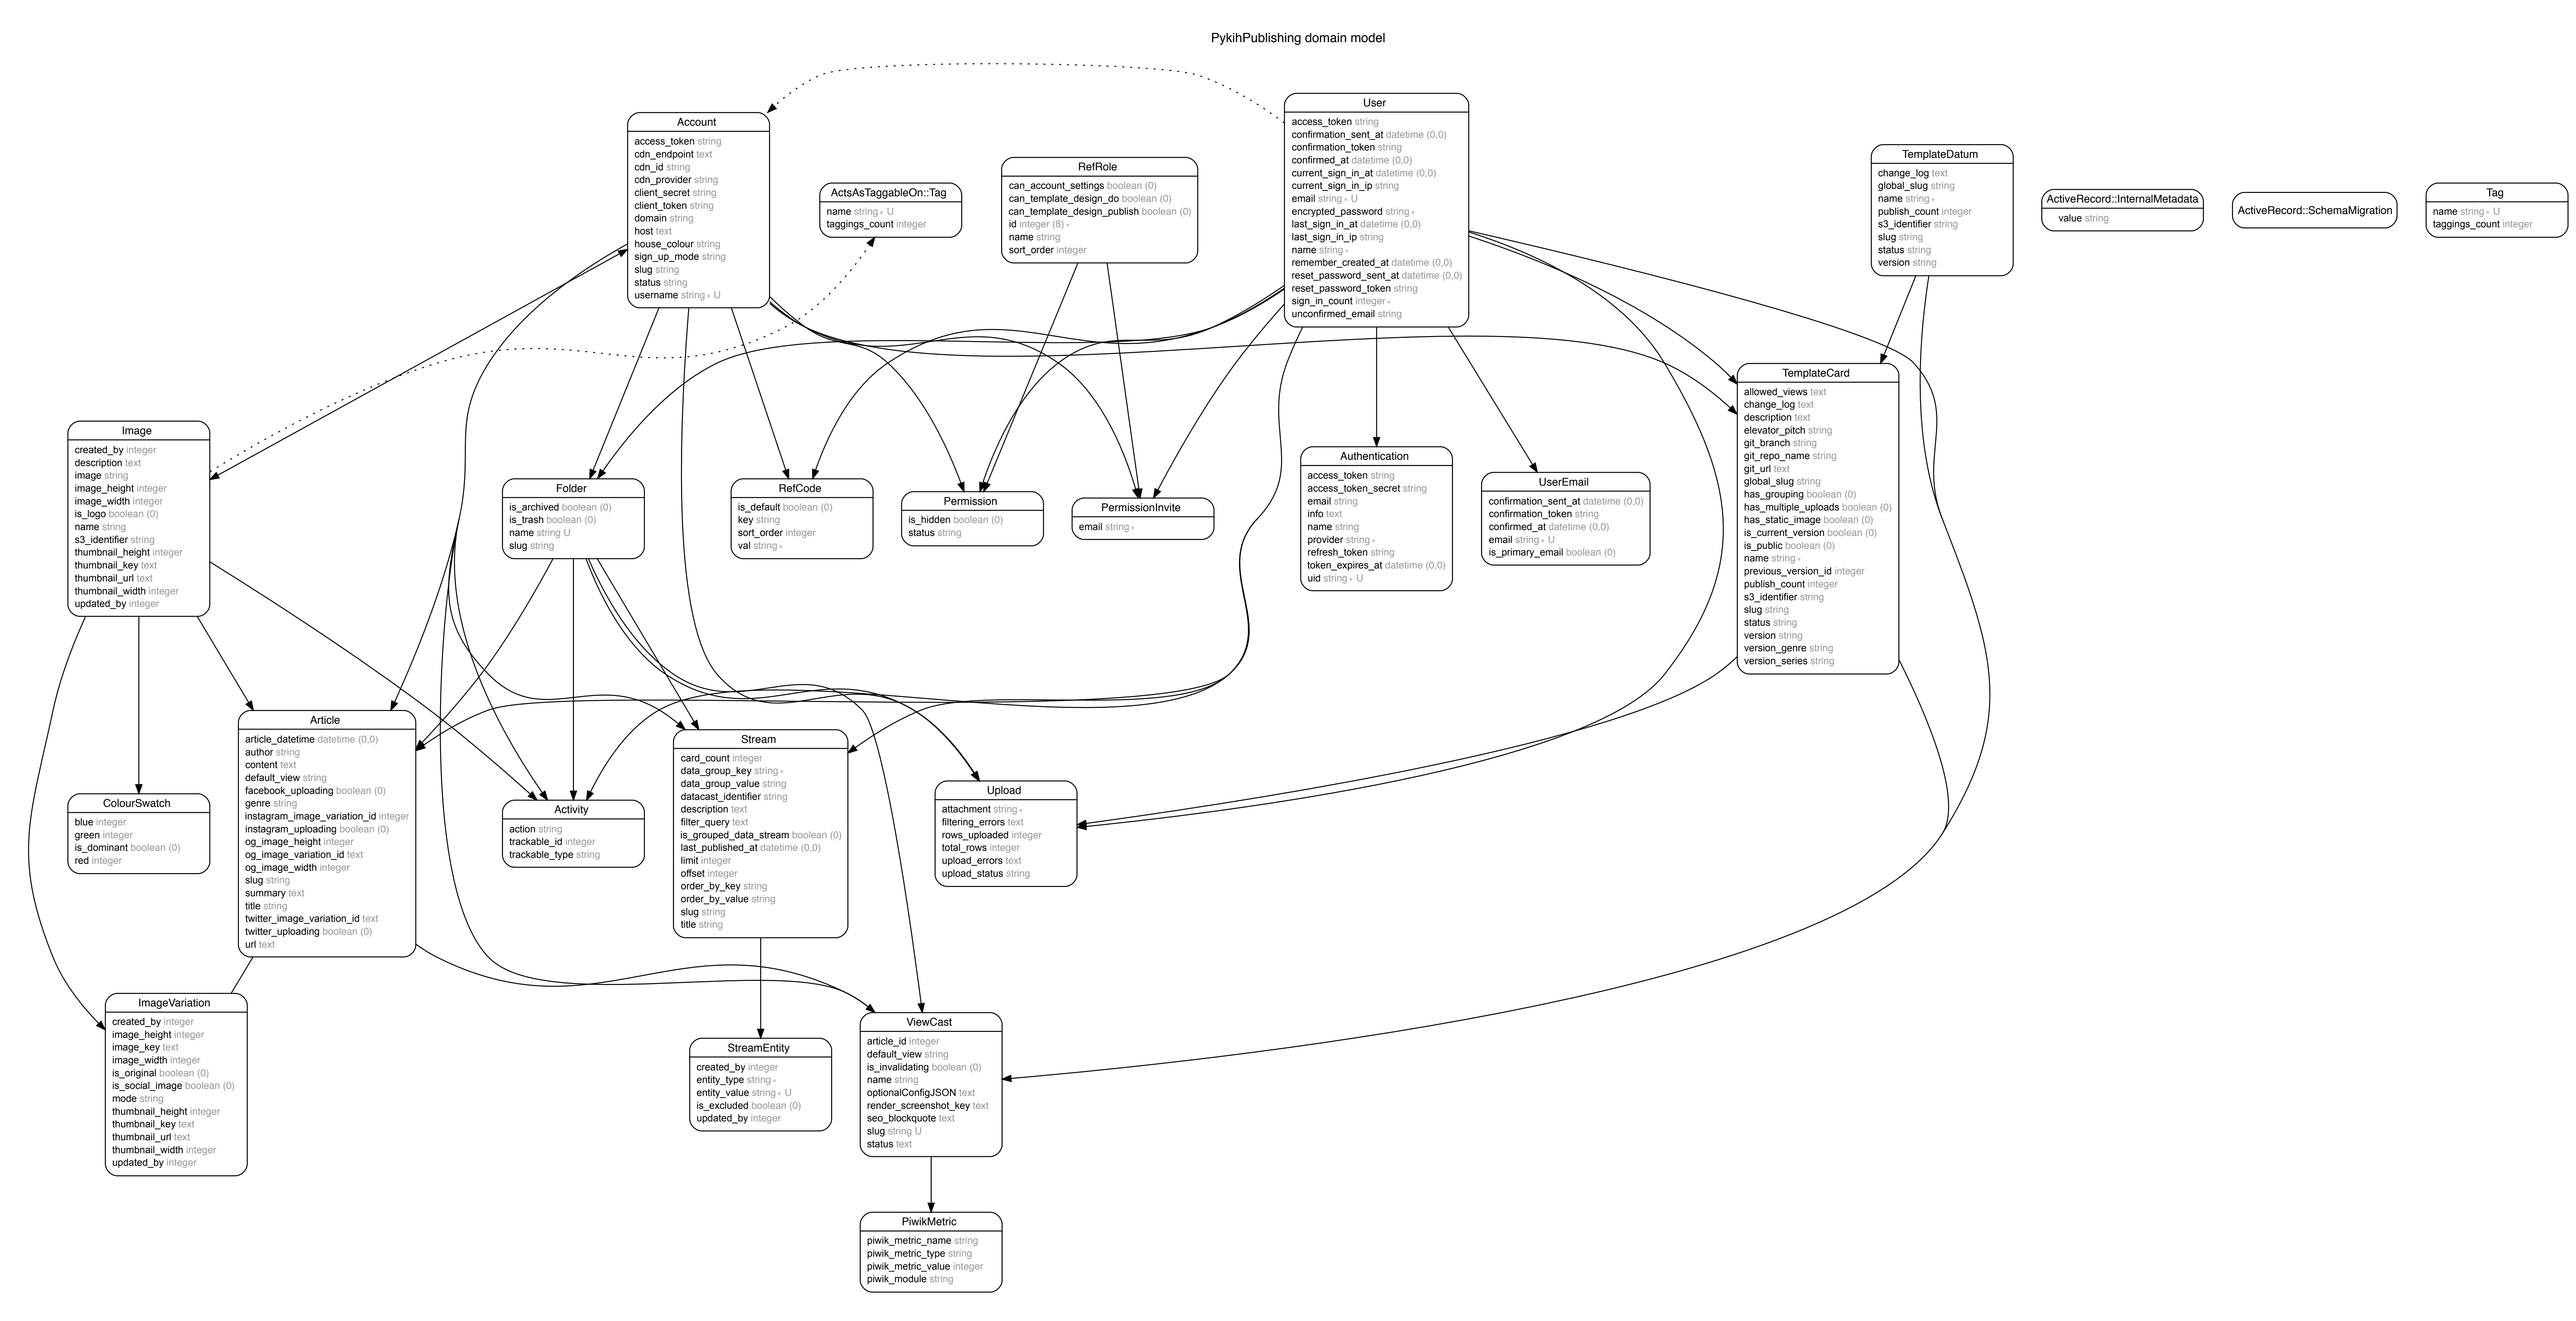 PykihPublishing domain model
Account
access_token string
cdn_endpoint text
cdn_id string
cdn_provider string
client_secret string
client_token string
domain string
host text
house_colour string
sign_up_mode string
slug string
status string
username string∗ U
ActsAsTaggableOn::Tag
name string∗ U
taggings_count integer
RefRole
can_account_settings boolean (0)
can_template_design_do boolean (0)
can_template_design_publish boolean (0)
id integer (8)∗
name string
sort_order integer
User
access_token string
confirmation_sent_at datetime (0,0)
confirmation_token string
confirmed_at datetime (0,0)
current_sign_in_at datetime (0,0)
current_sign_in_ip string
email string∗ U
encrypted_password string∗
last_sign_in_at datetime (0,0)
last_sign_in_ip string
name string∗
remember_created_at datetime (0,0)
reset_password_sent_at datetime (0,0)
reset_password_token string
sign_in_count integer∗
unconfirmed_email string
TemplateDatum
change_log text
global_slug string
name string∗
publish_count integer
s3_identifier string
slug string
status string
version string
ActiveRecord::InternalMetadata
value string
ActiveRecord::SchemaMigration
Tag
name string∗ U
taggings_count integer
Image
created_by integer
description text
image string
image_height integer
image_width integer
is_logo boolean (0)
name string
s3_identifier string
thumbnail_height integer
thumbnail_key text
thumbnail_url text
thumbnail_width integer
updated_by integer
Folder
is_archived boolean (0)
is_trash boolean (0)
name string U
slug string
RefCode
is_default boolean (0)
key string
sort_order integer
val string∗
Permission
is_hidden boolean (0)
status string
PermissionInvite
email string∗
Authentication
access_token string
access_token_secret string
email string
info text
name string
provider string∗
refresh_token string
token_expires_at datetime (0,0)
uid string∗ U
UserEmail
confirmation_sent_at datetime (0,0)
confirmation_token string
confirmed_at datetime (0,0)
email string∗ U
is_primary_email boolean (0)
TemplateCard
allowed_views text
change_log text
description text
elevator_pitch string
git_branch string
git_repo_name string
git_url text
global_slug string
has_grouping boolean (0)
has_multiple_uploads boolean (0)
has_static_image boolean (0)
is_current_version boolean (0)
is_public boolean (0)
name string∗
previous_version_id integer
publish_count integer
s3_identifier string
slug string
status string
version string
version_genre string
version_series string
ColourSwatch
blue integer
green integer
is_dominant boolean (0)
red integer
Article
article_datetime datetime (0,0)
author string
content text
default_view string
facebook_uploading boolean (0)
genre string
instagram_image_variation_id integer
instagram_uploading boolean (0)
og_image_height integer
og_image_variation_id text
og_image_width integer
slug string
summary text
title string
twitter_image_variation_id text
twitter_uploading boolean (0)
url text
Activity
action string
trackable_id integer
trackable_type string
Stream
card_count integer
data_group_key string∗
data_group_value string
datacast_identifier string
description text
filter_query text
is_grouped_data_stream boolean (0)
last_published_at datetime (0,0)
limit integer
offset integer
order_by_key string
order_by_value string
slug string
title string
Upload
attachment string∗
filtering_errors text
rows_uploaded integer
total_rows integer
upload_errors text
upload_status string
ImageVariation
created_by integer
image_height integer
image_key text
image_width integer
is_original boolean (0)
is_social_image boolean (0)
mode string
thumbnail_height integer
thumbnail_key text
thumbnail_url text
thumbnail_width integer
updated_by integer
StreamEntity
created_by integer
entity_type string∗
entity_value string∗ U
is_excluded boolean (0)
updated_by integer
ViewCast
article_id integer
default_view string
is_invalidating boolean (0)
name string
optionalConfigJSON text
render_screenshot_key text
seo_blockquote text
slug string U
status text
PiwikMetric
piwik_metric_name string
piwik_metric_type string
piwik_metric_value integer
piwik_module string